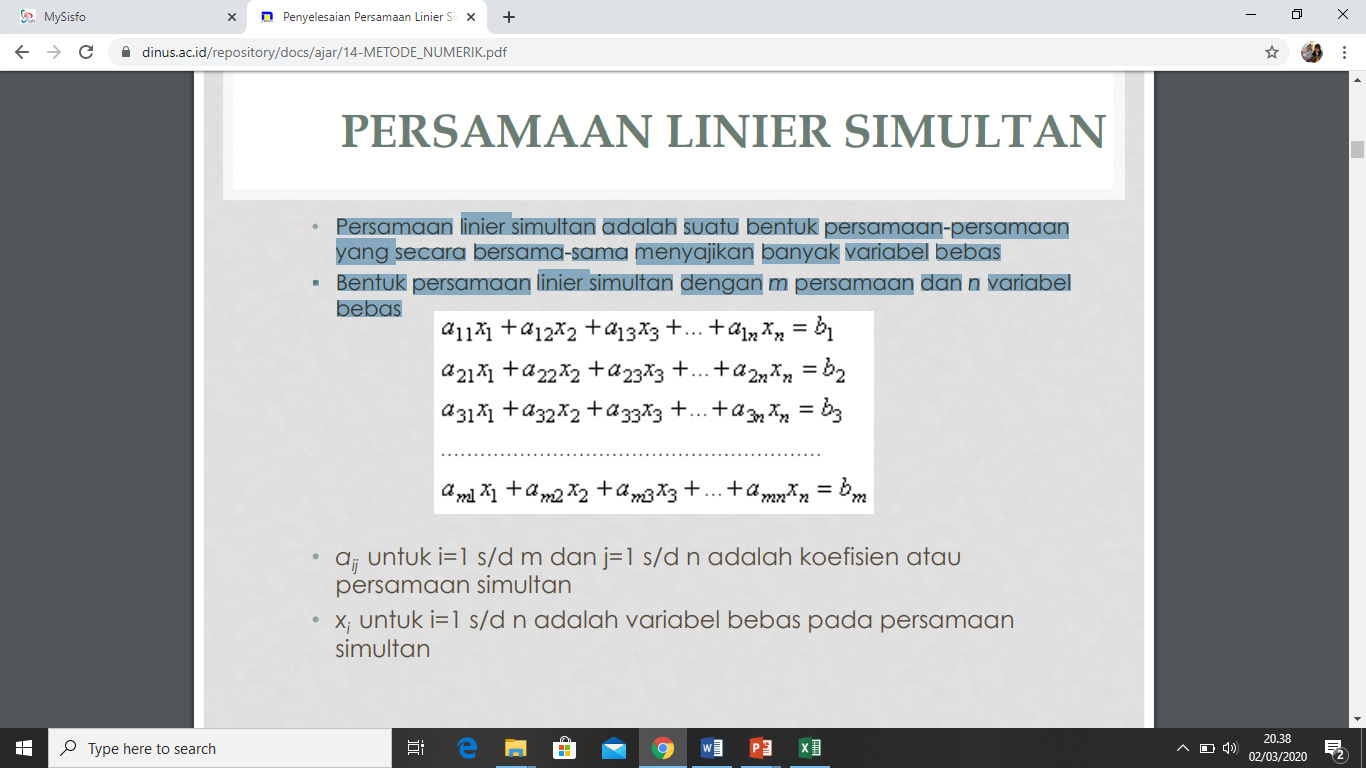 MySisfo
Penyelesaian Persamaan Linier Si
dinus.ac.id/repository/docs/ajar/14-METODE_NUMERIK.pdf
PERSAMAAN LINIER SIMULTAN
• Persamaan linier simultan adalah suatu bentuk persamaan-persamaan
yang secara bersama-sama menyajikan banyak variabel bebas
▪ Bentuk persamaan linier simultan dengan m persamaan dan n variabel
bebas
a₁₁x₁ + a₁₂x₂ + a₁₃x₃ + ... + a₁ₙxₙ = b₁
a₂₁x₁ + a₂₂x₂ + a₂₃x₃ + ... + a₂ₙxₙ = b₂
a₃₁x₁ + a₃₂x₂ + a₃₃x₃ + ... + a₃ₙxₙ = b₃
..........................................................
aₘ₁x₁ + aₘ₂x₂ + aₘ₃x₃ + ... + aₘₙxₙ = bₘ
• aᵢⱼ untuk i=1 s/d m dan j=1 s/d n adalah koefisien atau
persamaan simultan
• xᵢ untuk i=1 s/d n adalah variabel bebas pada persamaan
simultan
Type here to search
20.38
02/03/2020
2